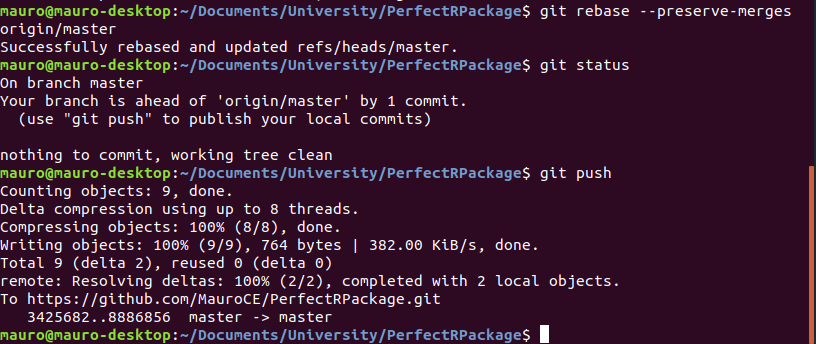 mauro@mauro-desktop:~/Documents/University/PerfectRPackage$ git rebase --preserve-merges
origin/master
Successfully rebased and updated refs/heads/master.
mauro@mauro-desktop:~/Documents/University/PerfectRPackage$ git status
On branch master
Your branch is ahead of 'origin/master' by 1 commit.
  (use "git push" to publish your local commits)

nothing to commit, working tree clean
mauro@mauro-desktop:~/Documents/University/PerfectRPackage$ git push
Counting objects: 9, done.
Delta compression using up to 8 threads.
Compressing objects: 100% (8/8), done.
Writing objects: 100% (9/9), 764 bytes | 382.00 KiB/s, done.
Total 9 (delta 2), reused 0 (delta 0)
remote: Resolving deltas: 100% (2/2), completed with 2 local objects.
To https://github.com/MauroCE/PerfectRPackage.git
   3425682..8886856  master -> master
mauro@mauro-desktop:~/Documents/University/PerfectRPackage$